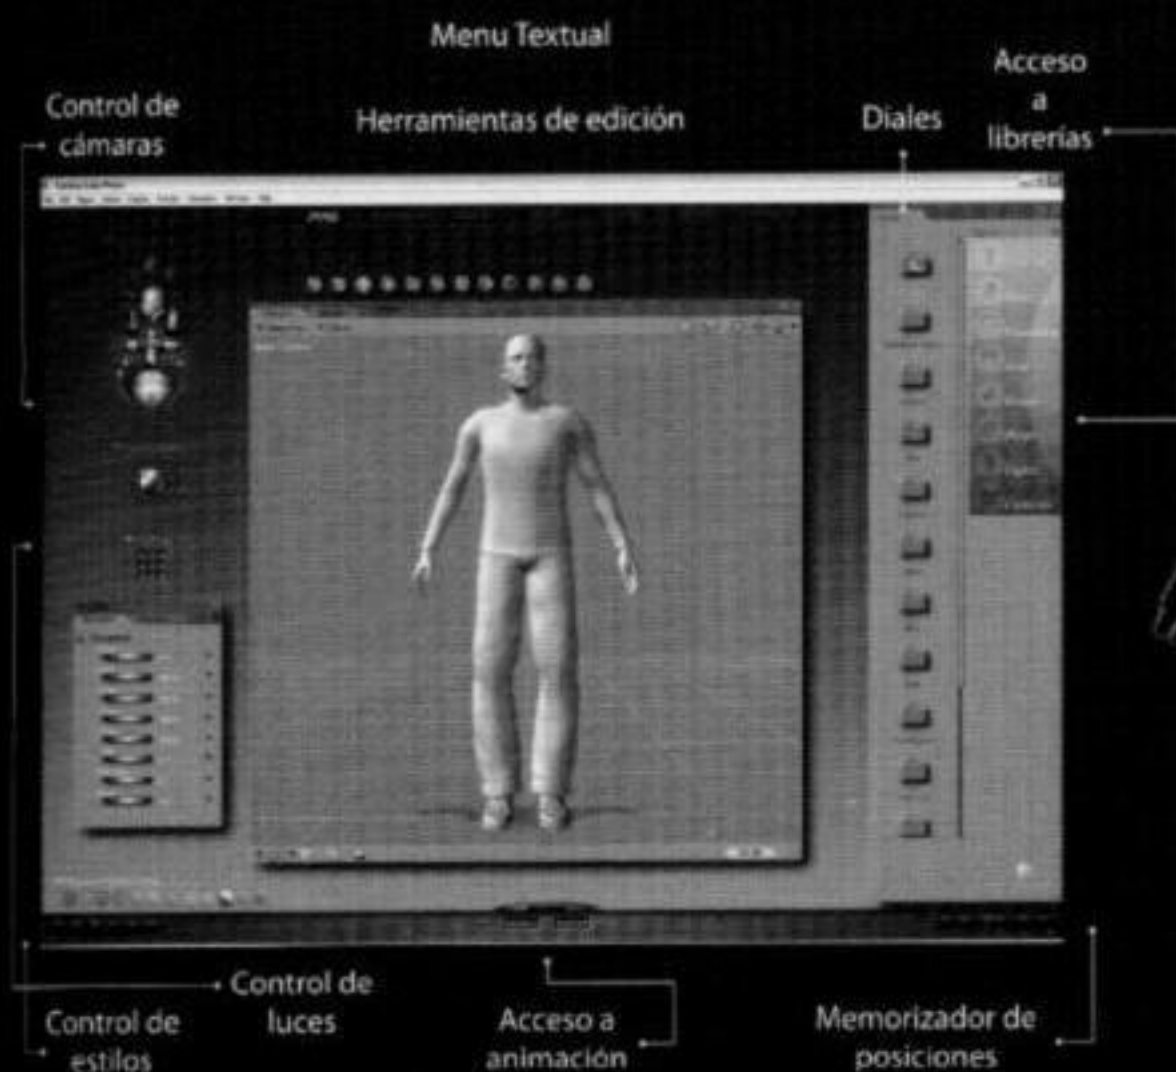 Menu Textual
Acceso
a
librerías
Control de
cámaras
Herramientas de edición
Diales
Control de
luces
Control de
estilos
Acceso a
animación
Memorizador de
posiciones